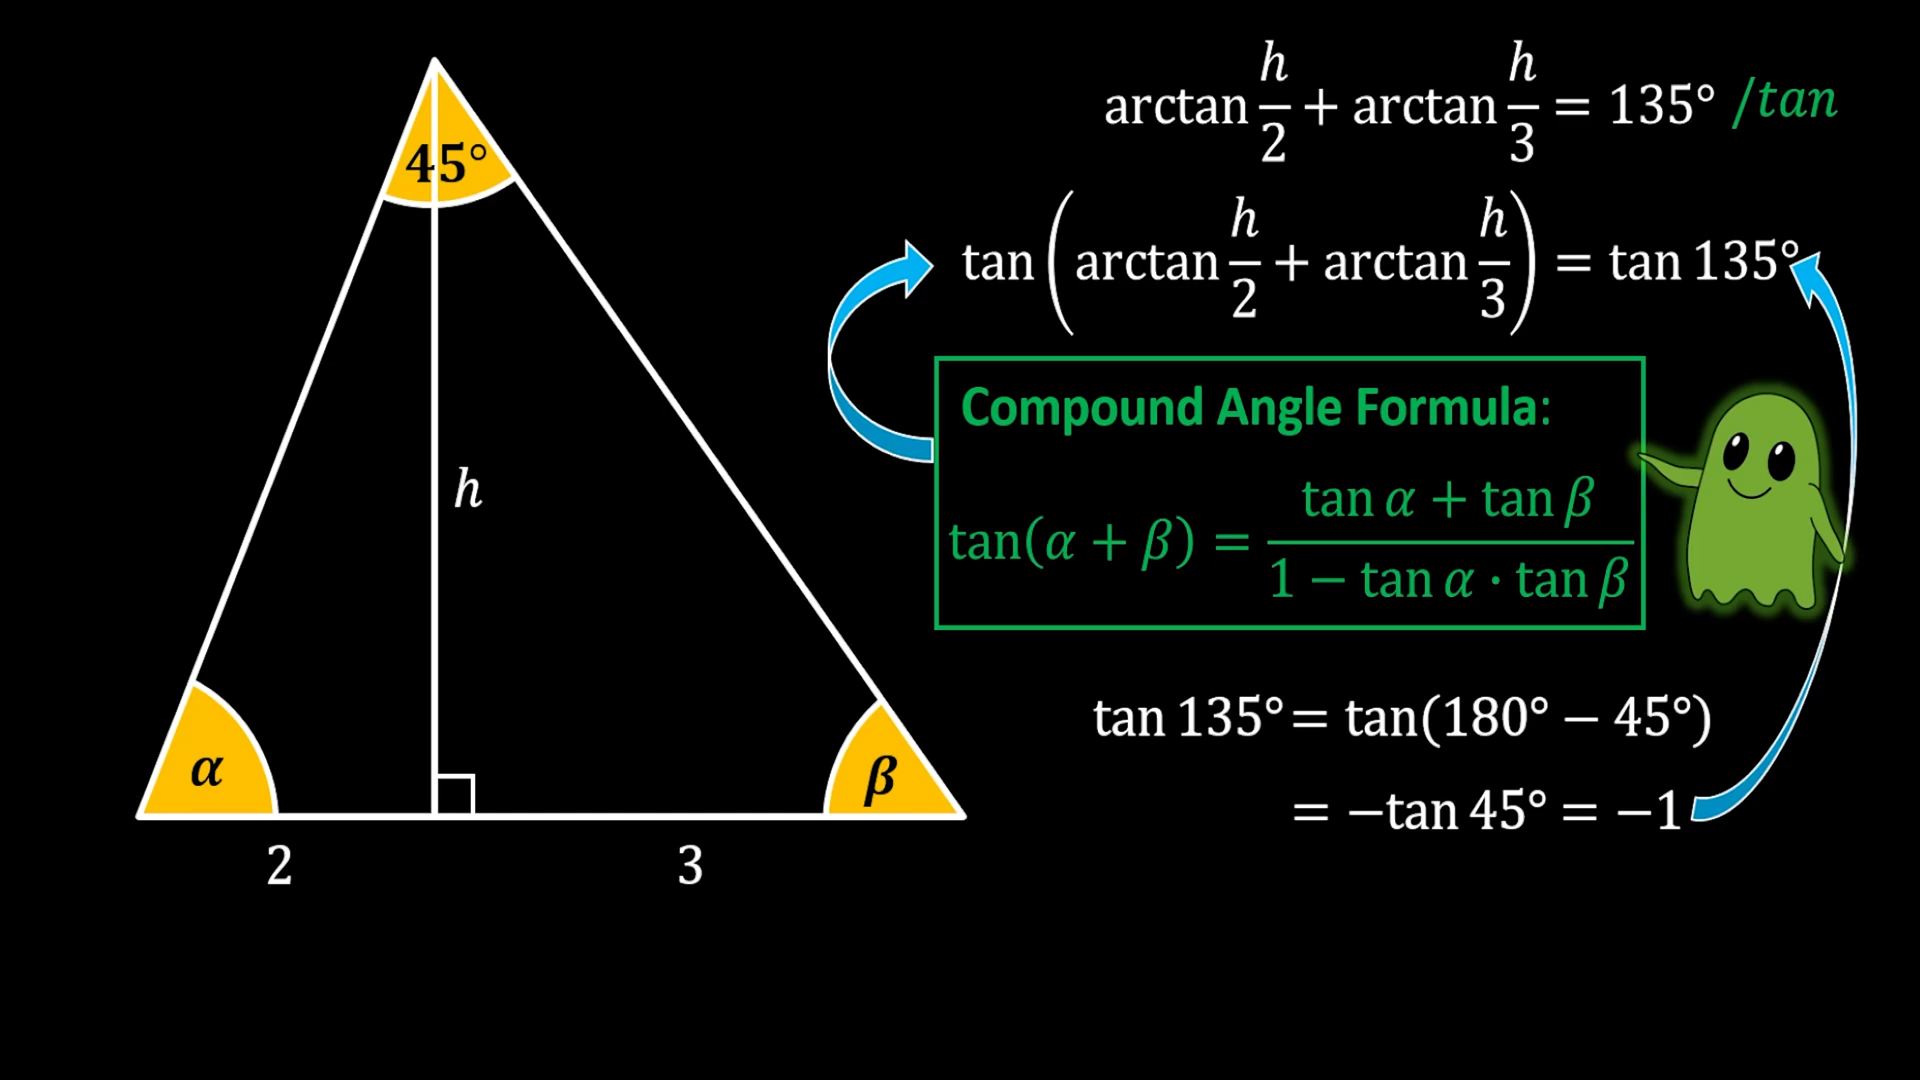 45°
h
α
β
2
3
arctan h/2 + arctan h/3 = 135° /tan
tan(arctan h/2 + arctan h/3) = tan 135°
Compound Angle Formula:
tan(α + β) = (tan α + tan β)/(1 − tan α · tan β)
tan 135° = tan(180° − 45°)
= −tan 45° = −1